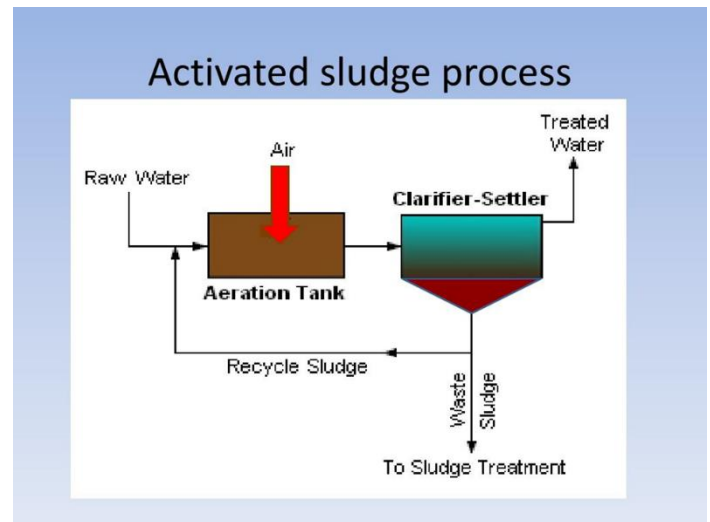 Activated sludge process
Treated
Water
Air
Raw Water
Clarifier-Settler
Aeration Tank
Recycle Sludge
Waste
Sludge
To Sludge Treatment